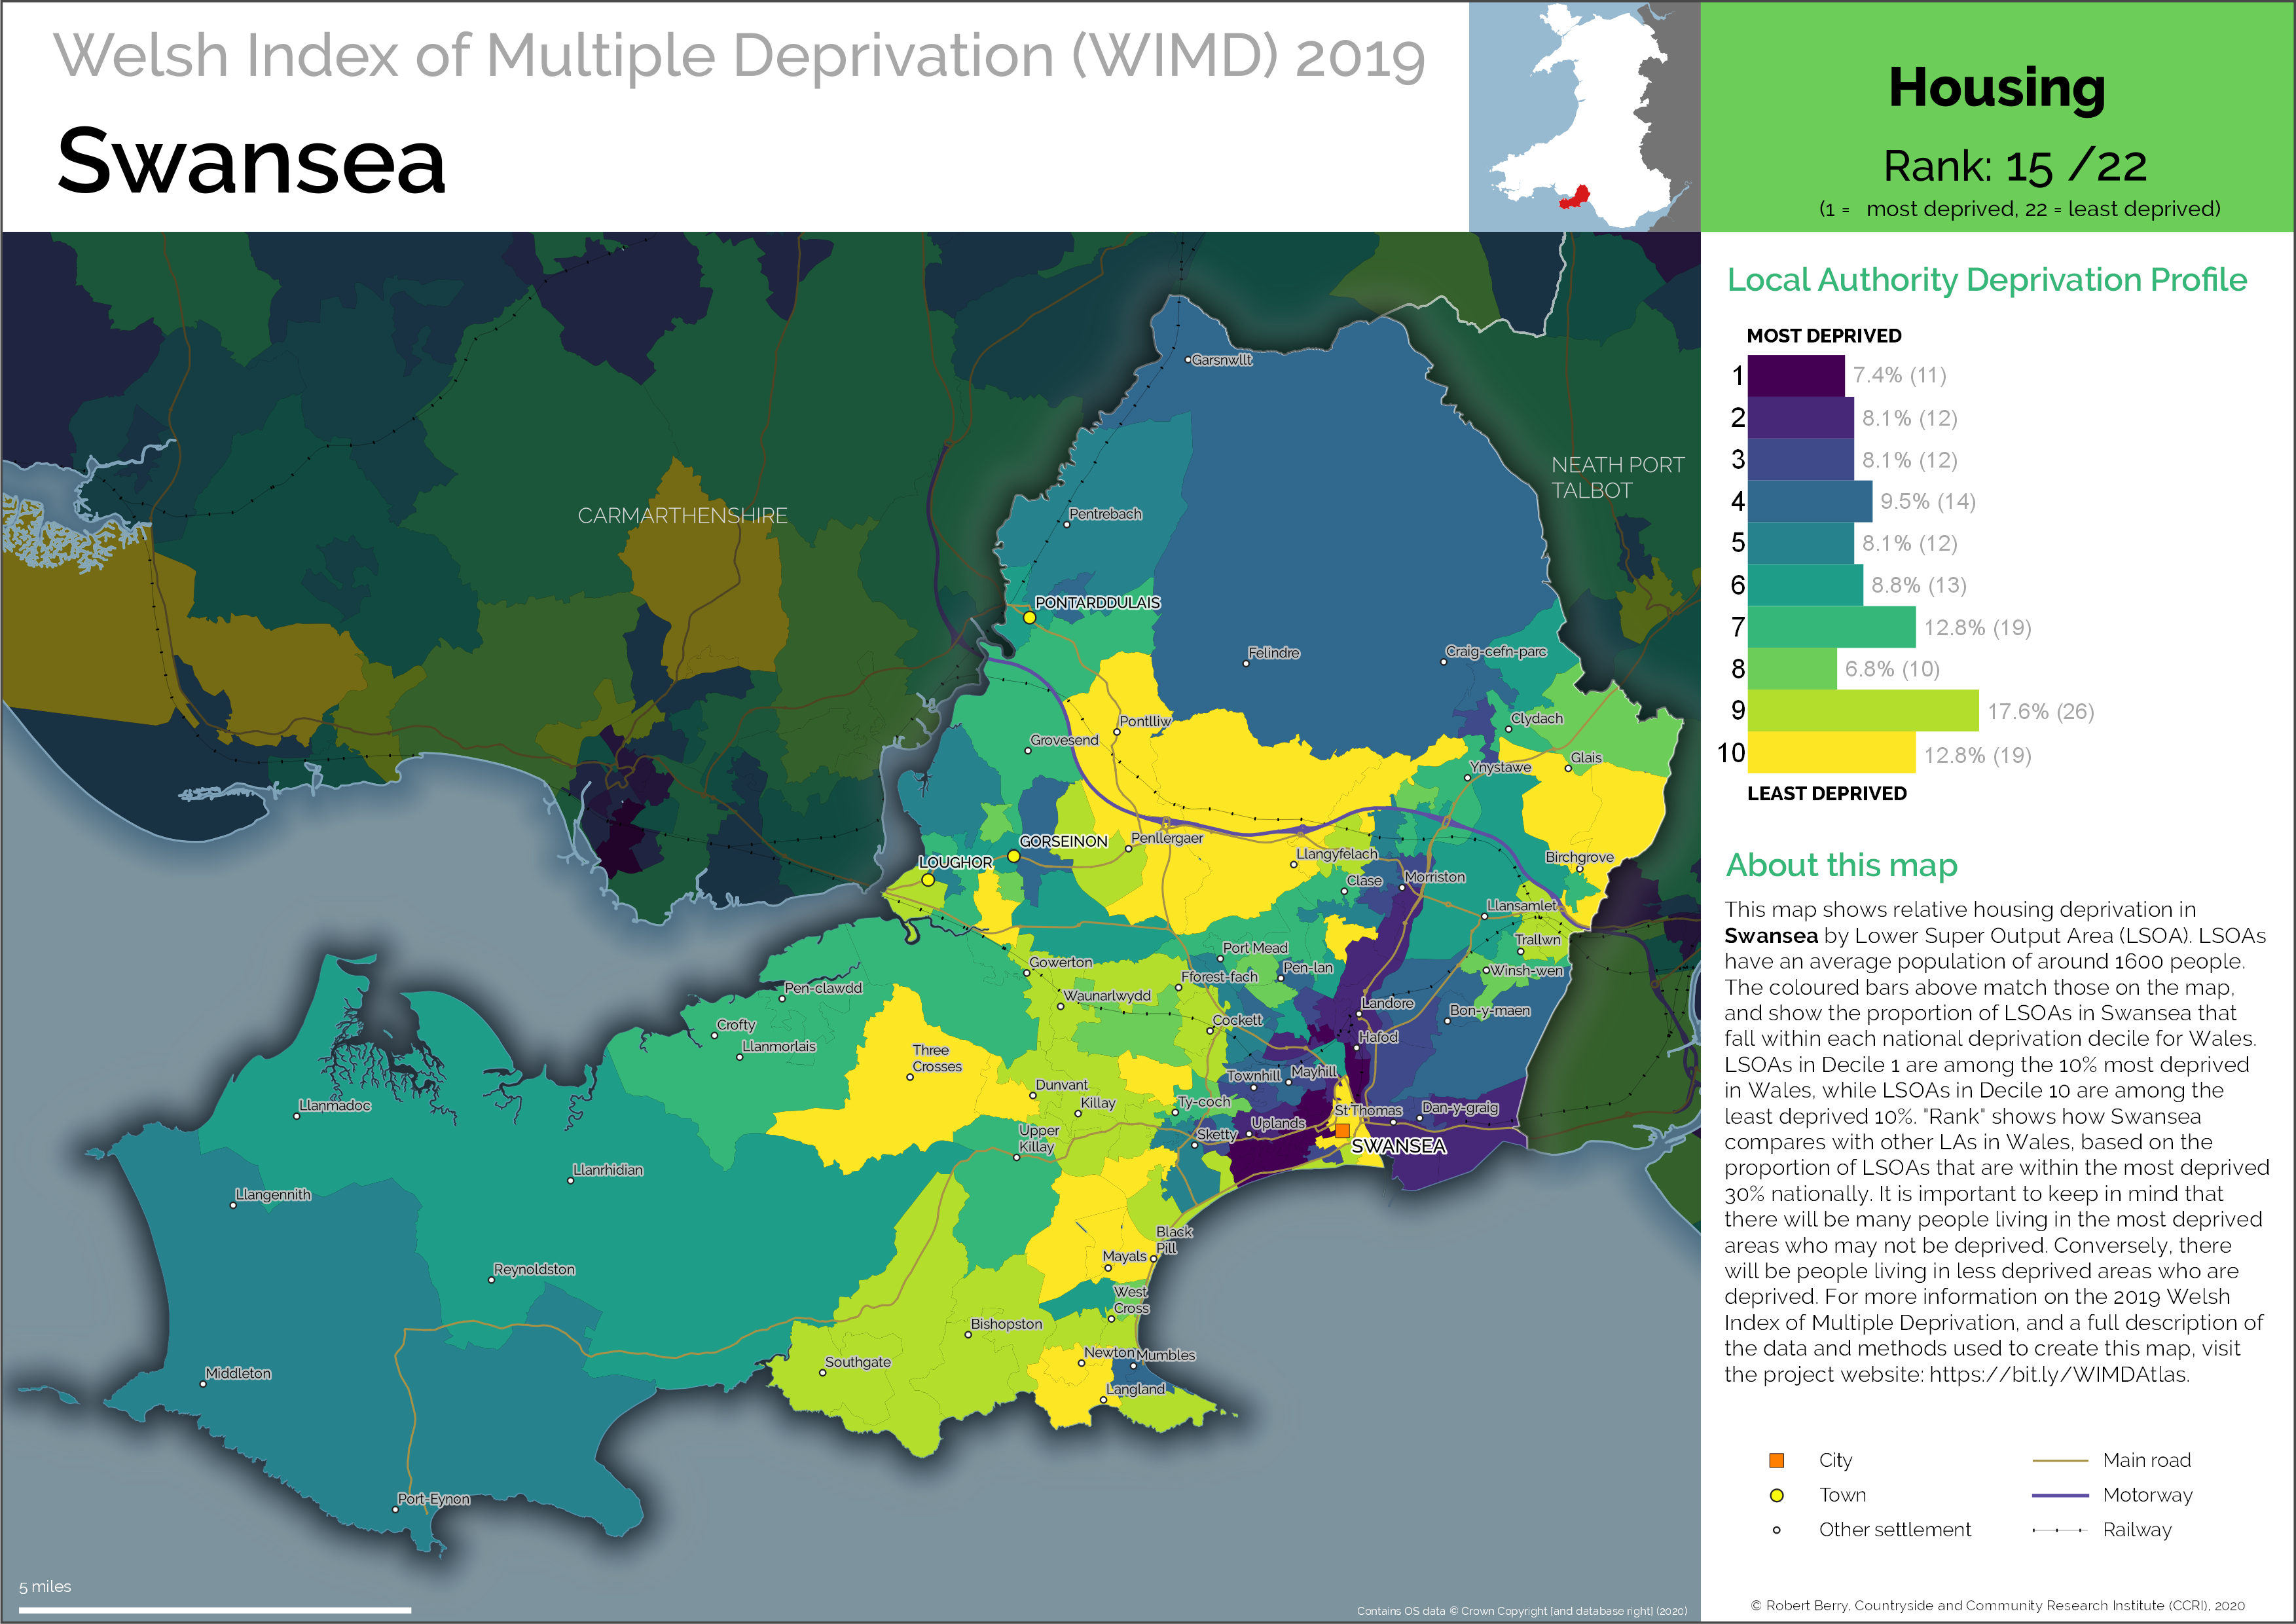 Welsh Index of Multiple Deprivation (WIMD) 2019
Swansea
Housing
Rank: 15 /22
(1 = most deprived, 22 = least deprived)
Local Authority Deprivation Profile
MOST DEPRIVED
1 7.4% (11)
2 8.1% (12)
3 8.1% (12)
4 9.5% (14)
5 8.1% (12)
6 8.8% (13)
7 12.8% (19)
8 6.8% (10)
9 17.6% (26)
10 12.8% (19)
LEAST DEPRIVED
About this map
This map shows relative housing deprivation in
Swansea by Lower Super Output Area (LSOA). LSOAs
have an average population of around 1600 people.
The coloured bars above match those on the map,
and show the proportion of LSOAs in Swansea that
fall within each national deprivation decile for Wales.
LSOAs in Decile 1 are among the 10% most deprived
in Wales, while LSOAs in Decile 10 are among the
least deprived 10%. "Rank" shows how Swansea
compares with other LAs in Wales, based on the
proportion of LSOAs that are within the most deprived
30% nationally. It is important to keep in mind that
there will be many people living in the most deprived
areas who may not be deprived. Conversely, there
will be people living in less deprived areas who are
deprived. For more information on the 2019 Welsh
Index of Multiple Deprivation, and a full description of
the data and methods used to create this map, visit
the project website: https://bit.ly/WIMDAtlas.
City
Main road
Town
Motorway
Other settlement
Railway
© Robert Berry, Countryside and Community Research Institute (CCRI), 2020
Garsnwllt
NEATH PORT
TALBOT
CARMARTHENSHIRE
Pentrebach
PONTARDDULAIS
Felindre
Craig-cefn-parc
Pontlliw
Clydach
Grovesend
Glais
Ynystawe
GORSEINON
Penllergaer
LOUGHOR
Llangyfelach
Birchgrove
Clase
Morriston
Llansamlet
Port Mead
Trallwn
Gowerton
Fforest-fach
Pen-lan
Winsh-wen
Pen-clawdd
Waunarlwydd
Landore
Bon-y-maen
Crofty
Cockett
Hafod
Llanmorlais
Three
Crosses
Townhill
Mayhill
Dunvant
Llanmadoc
Killay
Ty-coch
St Thomas
Dan-y-graig
Upper
Killay
Sketty
Uplands
SWANSEA
Llanrhidian
Llangennith
Black
Pill
Mayals
Reynoldston
West
Cross
Bishopston
Newton
Mumbles
Southgate
Middleton
Langland
Port-Eynon
5 miles
Contains OS data © Crown Copyright [and database right] (2020)